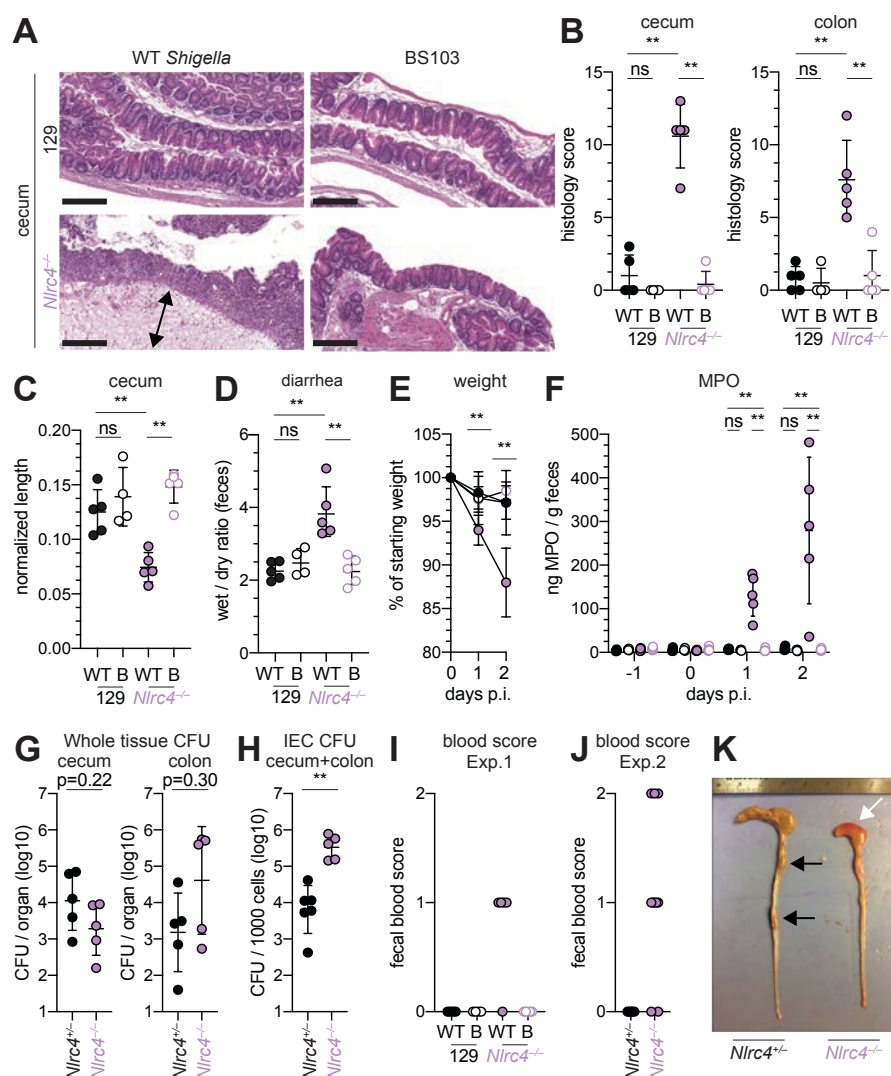 A
WT Shigella
BS103
cecum
129
Nlrc4–/–
B
cecum
colon
**
**
ns
**
ns
**
histology score
15
10
5
0
histology score
15
10
5
0
WT B WT B
129 Nlrc4–/–
WT B WT B
129 Nlrc4–/–
C
cecum
**
ns
**
normalized length
0.20
0.15
0.10
0.05
0.00
WT B WT B
129 Nlrc4–/–
D
diarrhea
**
ns
**
wet / dry ratio (feces)
6
4
2
0
WT B WT B
129 Nlrc4–/–
E
weight
**
**
% of starting weight
105
100
95
90
85
80
0 1 2
days p.i.
F
MPO
** **
ns ** ns **
ng MPO / g feces
500
450
400
350
300
250
200
150
100
50
0
-1 0 1 2
days p.i.
G
Whole tissue CFU
cecum
colon
p=0.22
p=0.30
CFU / organ (log10)
7
6
5
4
3
2
1
Nlrc4+/–
Nlrc4–/–
CFU / organ (log10)
7
6
5
4
3
2
1
Nlrc4+/–
Nlrc4–/–
H
IEC CFU
cecum+colon
**
CFU / 1000 cells (log10)
7
6
5
4
3
2
1
Nlrc4+/–
Nlrc4–/–
I
blood score
Exp.1
fecal blood score
2
1
0
WT B WT B
129 Nlrc4–/–
J
blood score
Exp.2
fecal blood score
2
1
0
Nlrc4+/–
Nlrc4–/–
K
Nlrc4+/–
Nlrc4–/–